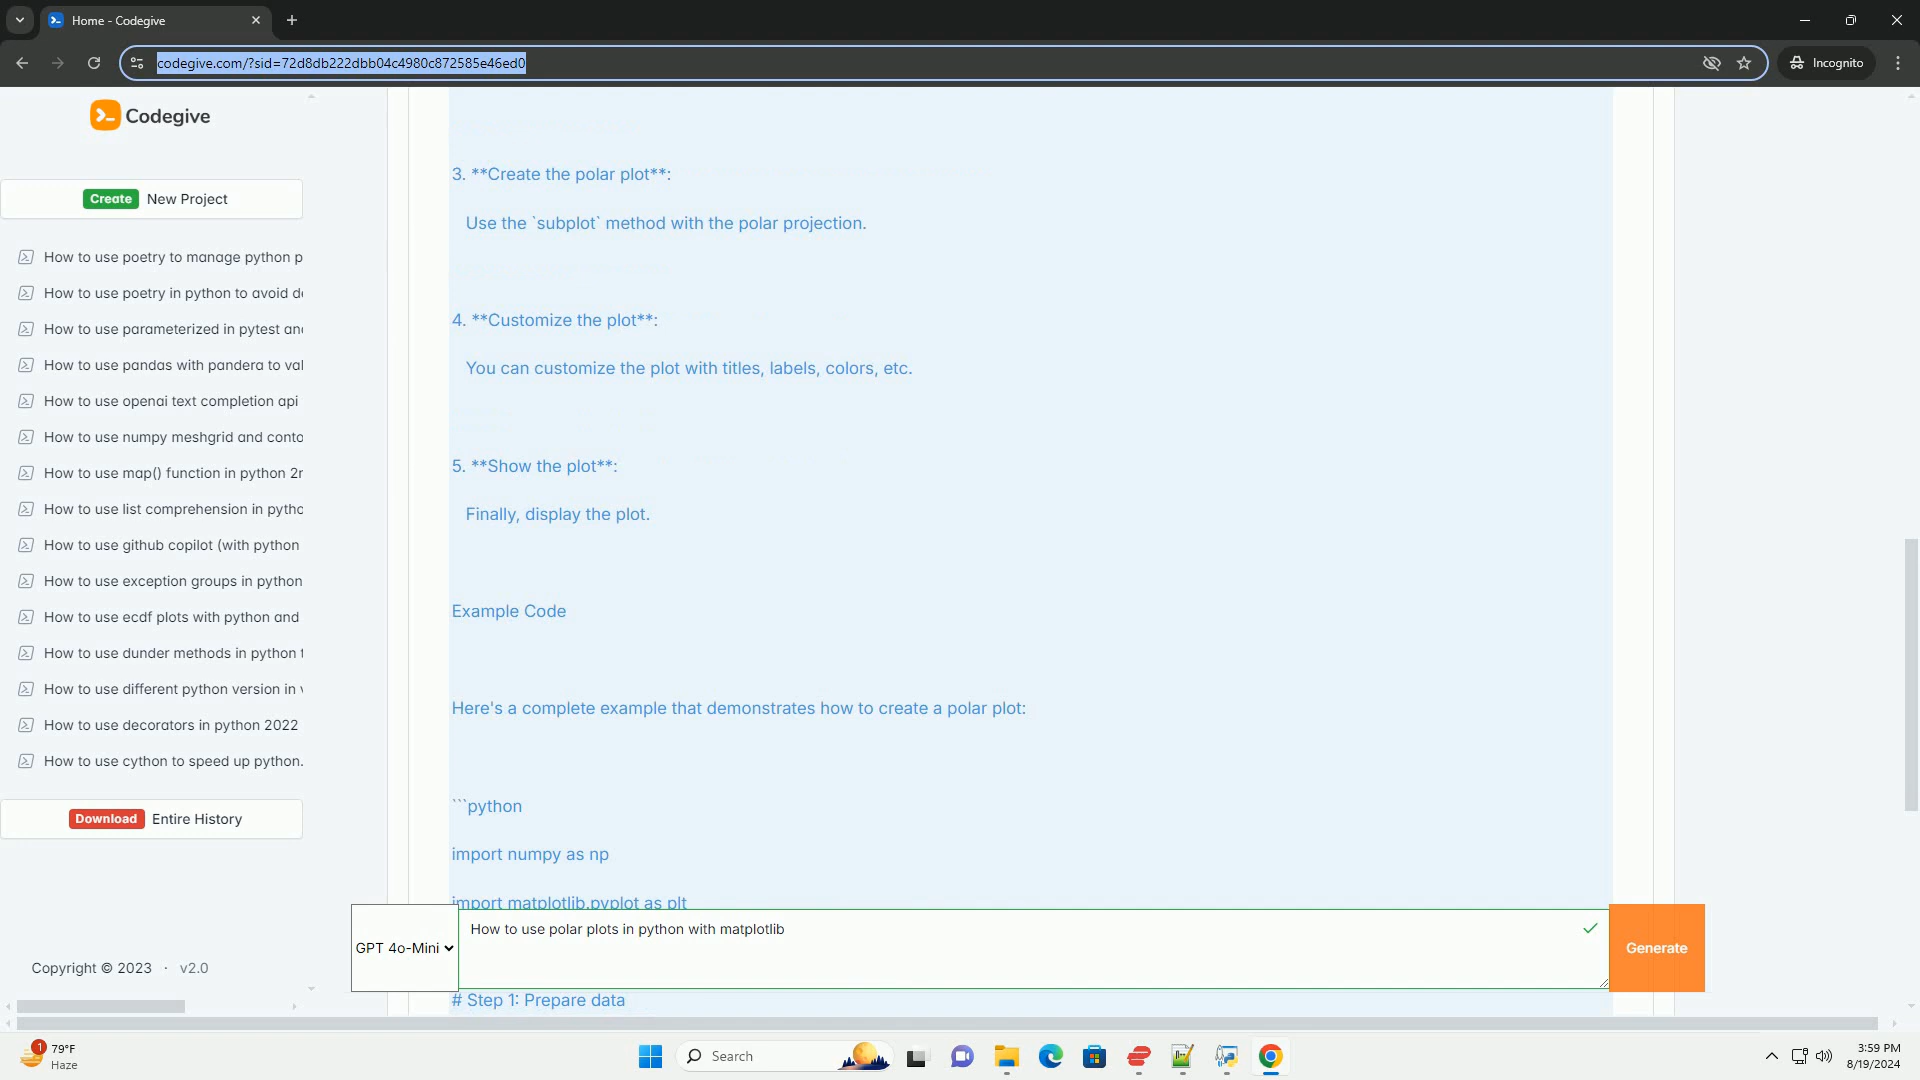 Home - Codegive
codegive.com/?sid=72d8db222dbb04c4980c872585e46ed0
Incognito
Codegive
Create New Project
How to use poetry to manage python p
How to use poetry in python to avoid de
How to use parameterized in pytest and
How to use pandas with pandera to val
How to use openai text completion api
How to use numpy meshgrid and conto
How to use map() function in python 2r
How to use list comprehension in pytho
How to use github copilot (with python
How to use exception groups in python
How to use ecdf plots with python and
How to use dunder methods in python t
How to use different python version in v
How to use decorators in python 2022
How to use cython to speed up python.
Download Entire History
Copyright © 2023 · v2.0
3. **Create the polar plot**:
Use the `subplot` method with the polar projection.
4. **Customize the plot**:
You can customize the plot with titles, labels, colors, etc.
5. **Show the plot**:
Finally, display the plot.
Example Code
Here's a complete example that demonstrates how to create a polar plot:
```python
import numpy as np
import matplotlib.pyplot as plt
GPT 4o-Mini
How to use polar plots in python with matplotlib
Generate
# Step 1: Prepare data
1
79°F
Haze
Search
3:59 PM
8/19/2024